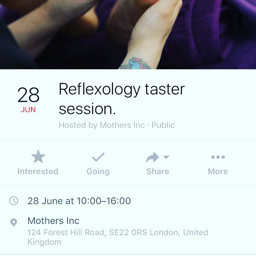 28
JUN
Reflexology taster
session.
Hosted by Mothers Inc · Public
Interested
Going
Share
More
28 June at 10:00–16:00
Mothers Inc
124 Forest Hill Road, SE22 0RS London, United
Kingdom